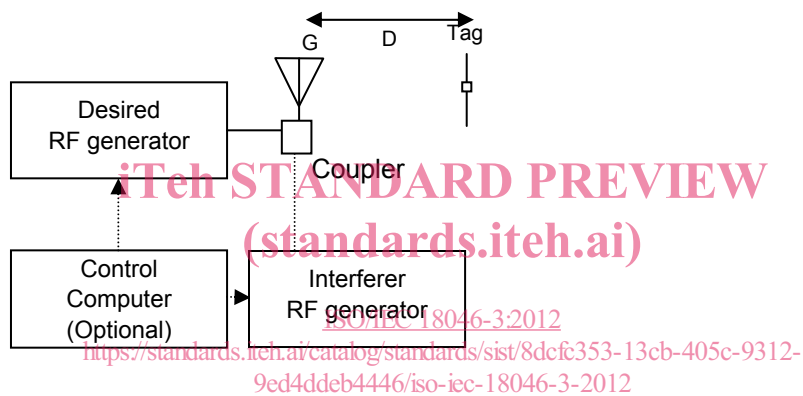 G
D
Tag
Desired
RF generator
Coupler
iTeh STANDARD PREVIEW
(standards.iteh.ai)
Control
Computer
(Optional)
Interferer
RF generator
ISO/IEC 18046-3:2012
https://standards.iteh.ai/catalog/standards/sist/8dcfc353-13cb-405c-9312-
9ed4ddeb4446/iso-iec-18046-3-2012